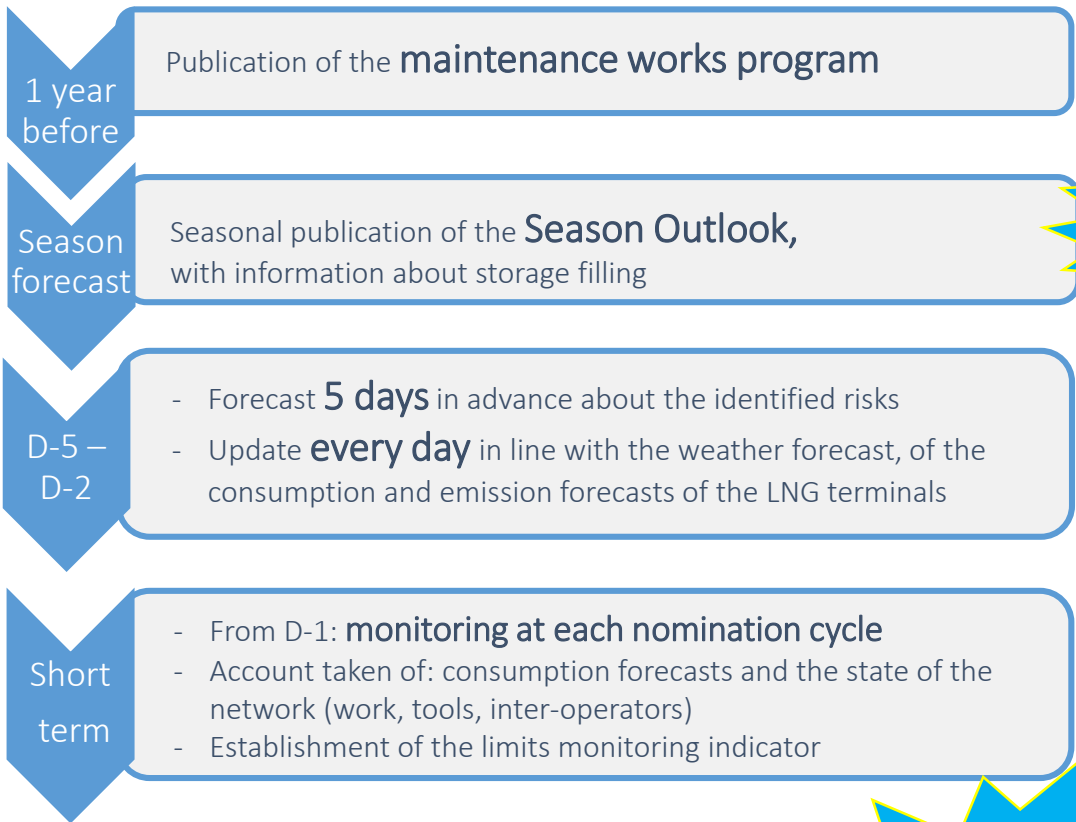 1 year
before
Publication of the maintenance works program
Season
forecast
Seasonal publication of the Season Outlook,
with information about storage filling
D-5 –
D-2
- Forecast 5 days in advance about the identified risks
- Update every day in line with the weather forecast, of the
consumption and emission forecasts of the LNG terminals
Short
term
- From D-1: monitoring at each nomination cycle
- Account taken of: consumption forecasts and the state of the
network (work, tools, inter-operators)
- Establishment of the limits monitoring indicator